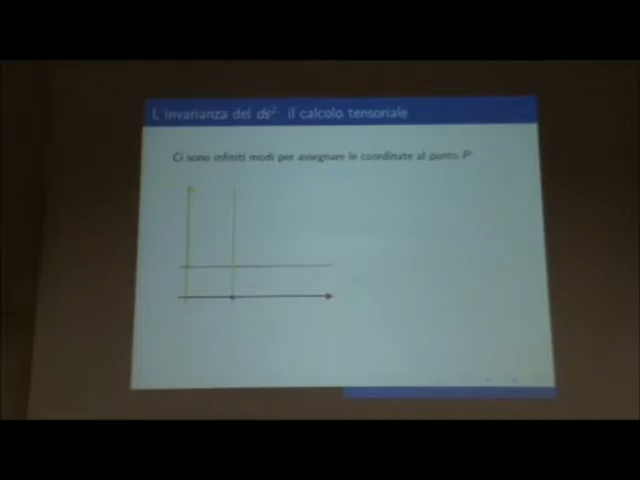 L'invarianza del ds²: il calcolo tensoriale
Ci sono infiniti modi per assegnare le coordinate al punto P